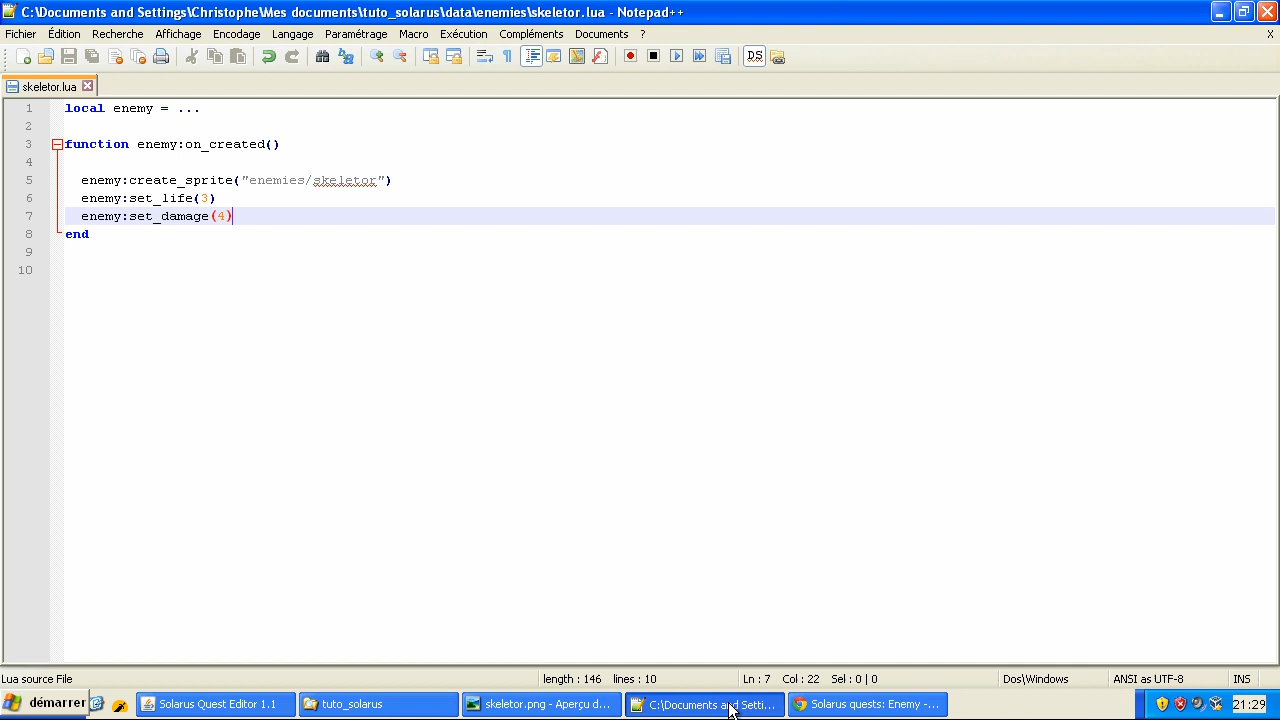 C:\Documents and Settings\Christophe\Mes documents\tuto_solarus\data\enemies\skeletor.lua - Notepad++
Fichier Édition Recherche Affichage Encodage Langage Paramétrage Macro Exécution Compléments Documents ? X
skeletor.lua
1 local enemy = ...
2
3 function enemy:on_created()
4
5 enemy:create_sprite("enemies/skeletor")
6 enemy:set_life(3)
7 enemy:set_damage(4)
8 end
9
10
Lua source File length : 146 lines : 10 Ln : 7 Col : 22 Sel : 0 | 0 Dos\Windows ANSI as UTF-8 INS
démarrer Solarus Quest Editor 1.1 tuto_solarus skeletor.png - Aperçu d... C:\Documents and Setti... Solarus quests: Enemy -... 21:29